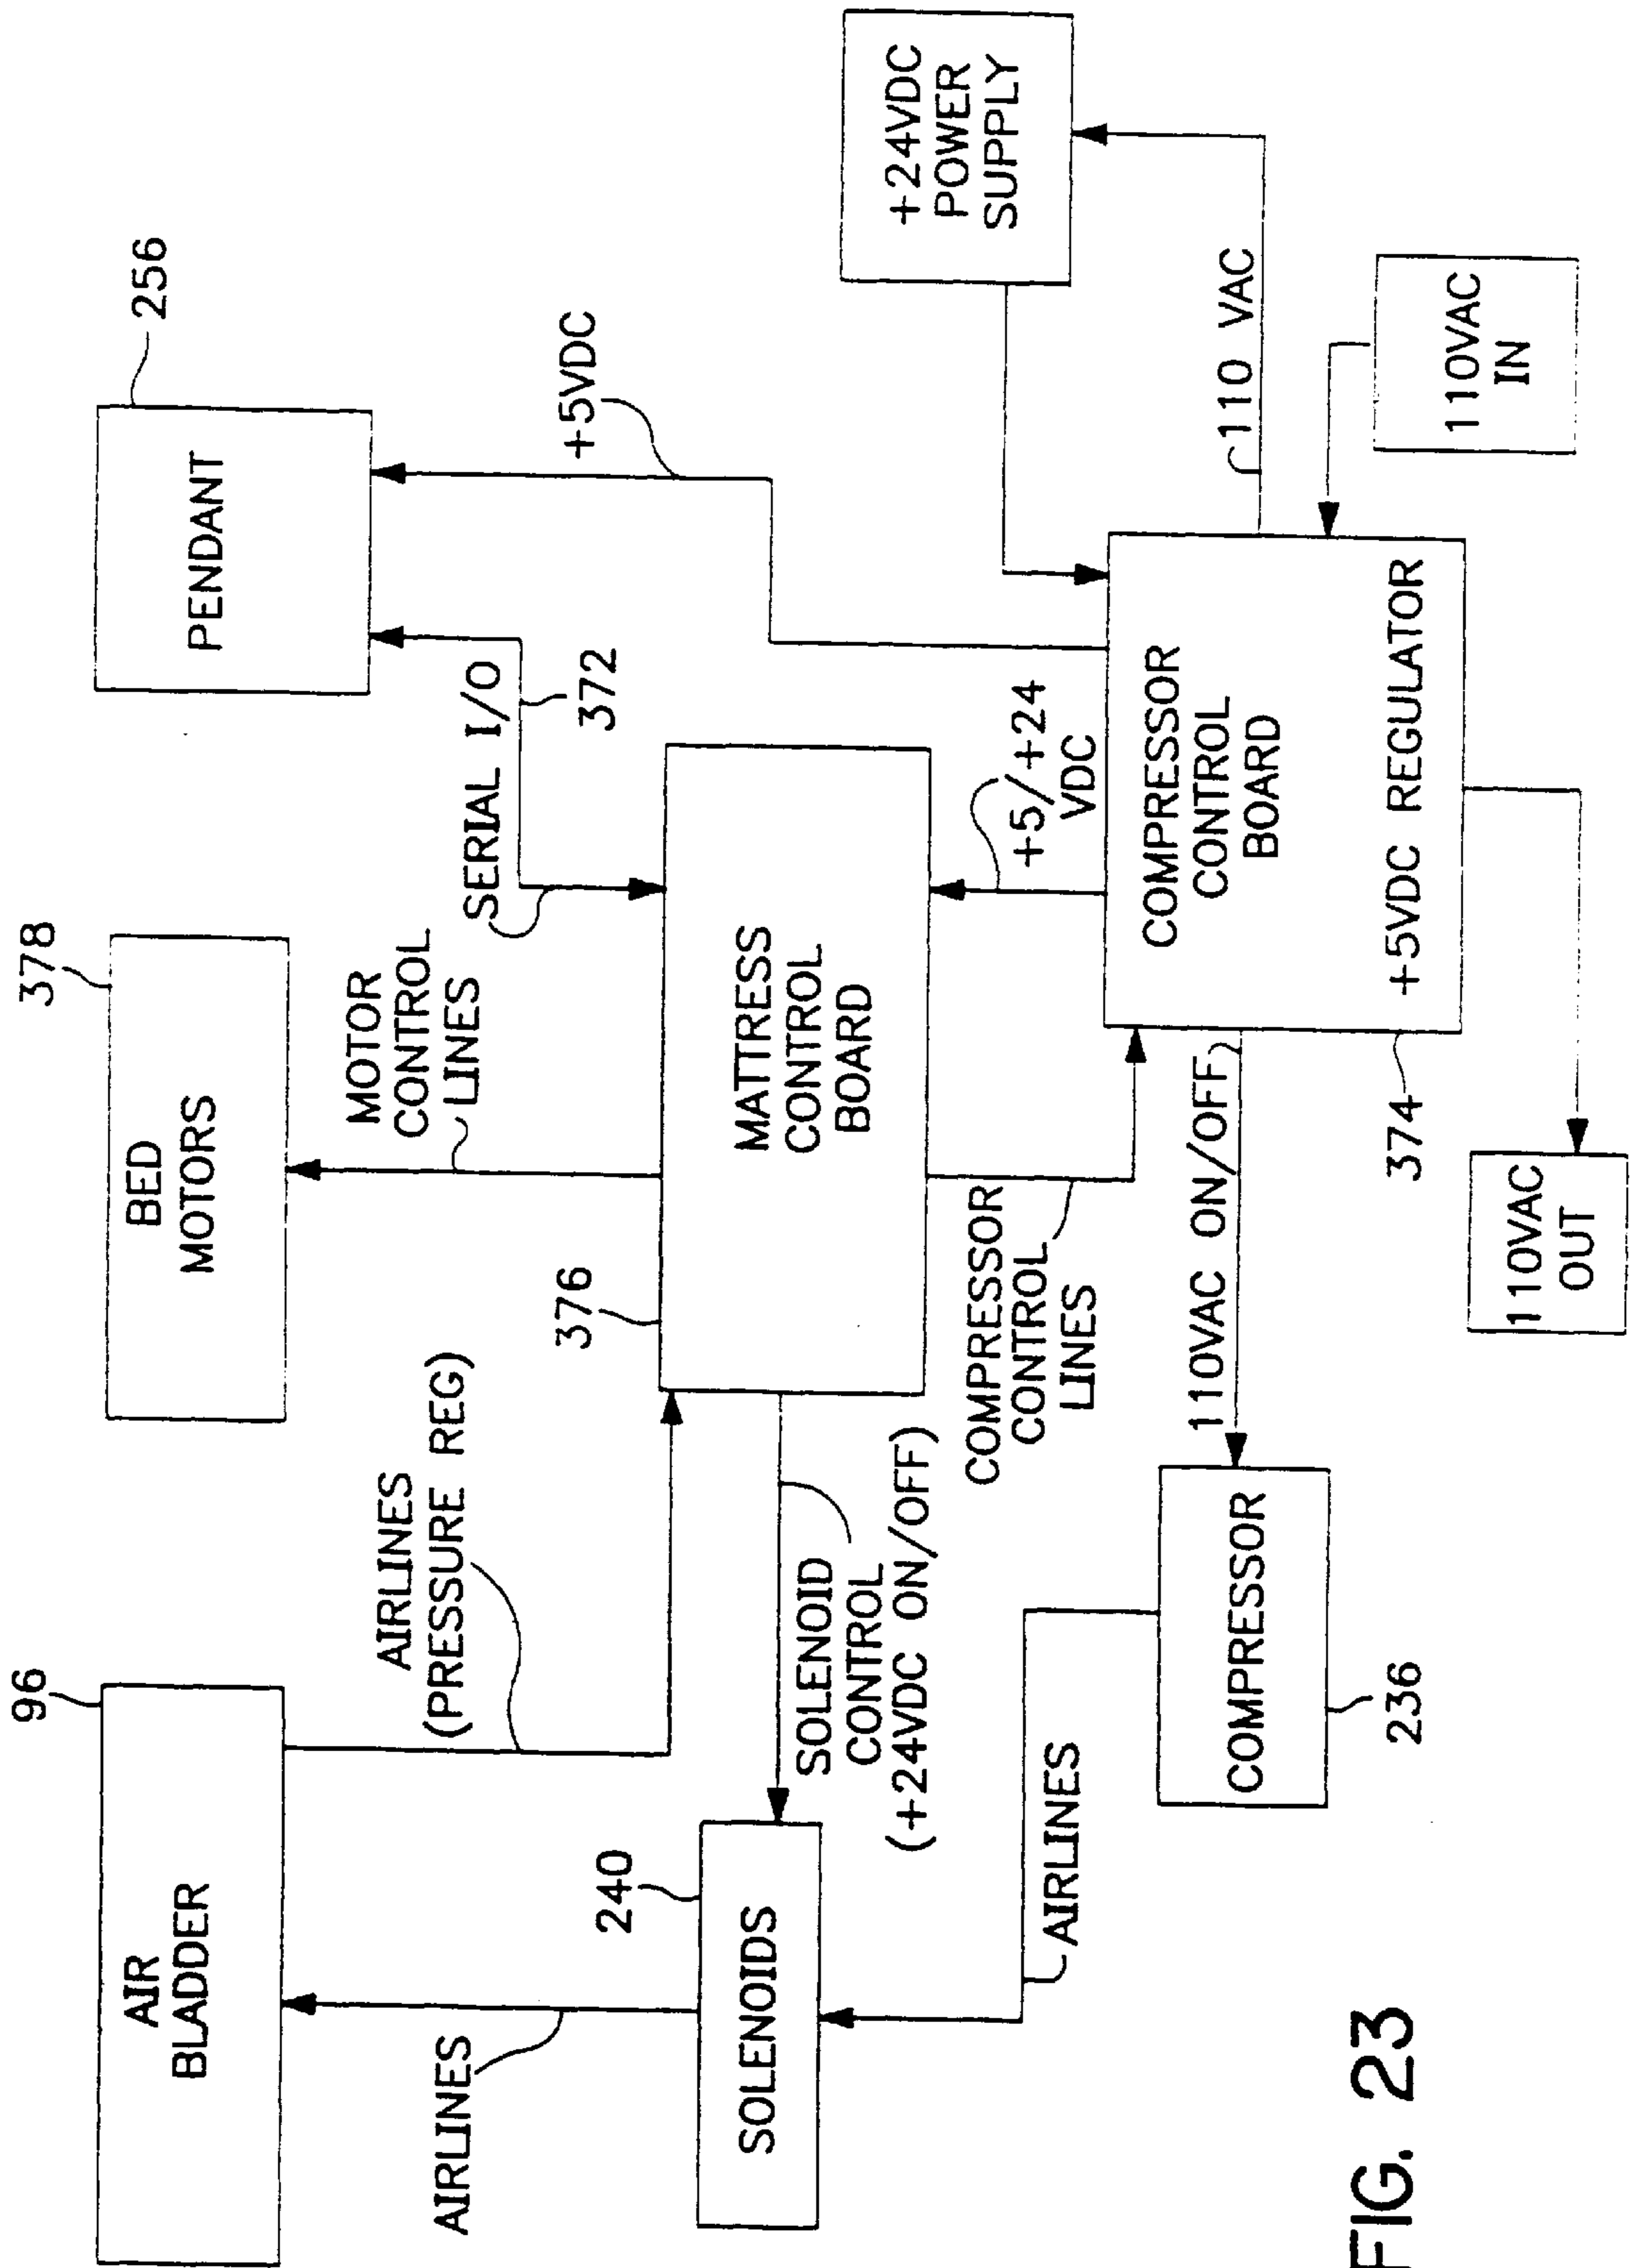 96
AIR
BLADDER
AIRLINES
(PRESSURE REG)
378
BED
MOTORS
MOTOR
CONTROL
LINES
256
PENDANT
SERIAL I/O
372
+5VDC
AIRLINES
240
SOLENOIDS
SOLENOID
CONTROL
(+24VDC ON/OFF)
376
MATTRESS
CONTROL
BOARD
+24VDC
POWER
SUPPLY
AIRLINES
COMPRESSOR
CONTROL
LINES
+5/+24
VDC
110 VAC
COMPRESSOR
236
110VAC ON/OFF
COMPRESSOR
CONTROL
BOARD
+5VDC REGULATOR
374
110VAC
IN
110VAC
OUT
FIG. 23